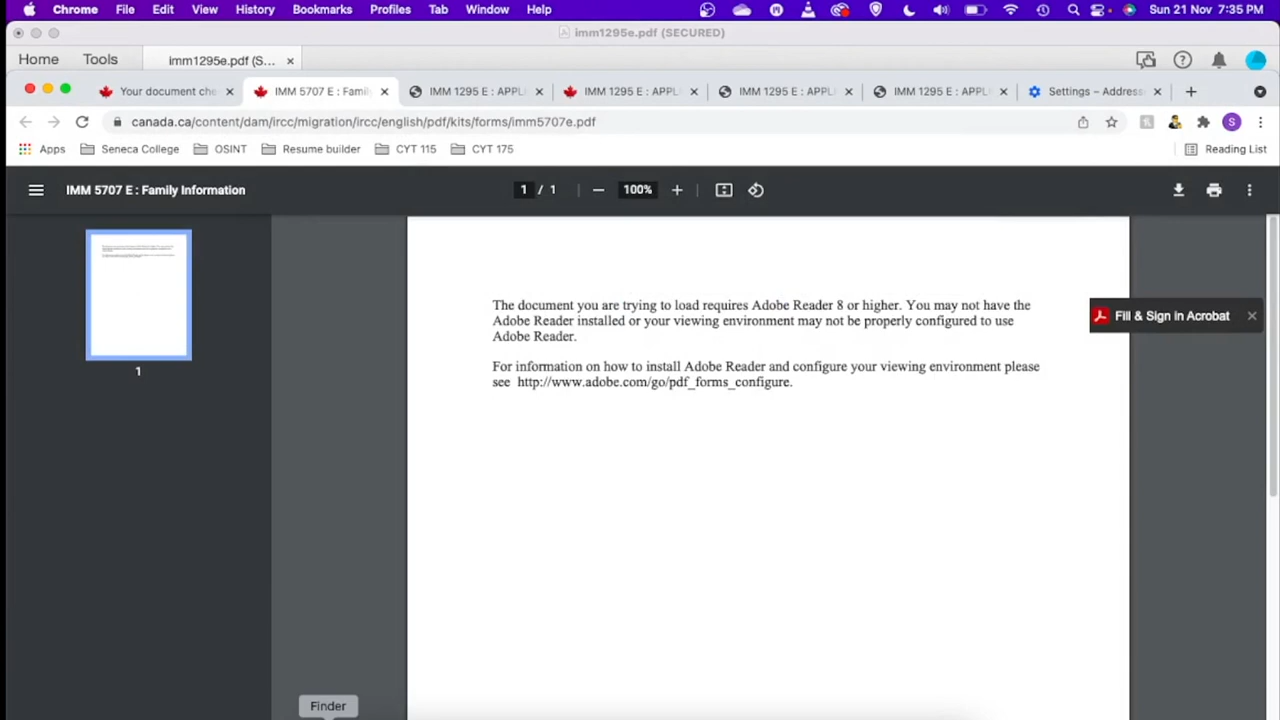 Chrome File Edit View History Bookmarks Profiles Tab Window Help Sun 21 Nov 7:35 PM
imm1295e.pdf (SECURED)
Home Tools imm1295e.pdf (S... ×
Your document che × IMM 5707 E : Famil × IMM 1295 E : APPLI × IMM 1295 E : APPL × IMM 1295 E : APPLI × IMM 1295 E : APPL × Settings – Address ×
canada.ca/content/dam/ircc/migration/ircc/english/pdf/kits/forms/imm5707e.pdf S
Apps Seneca College OSINT Resume builder CYT 115 CYT 175 Reading List
IMM 5707 E : Family Information 1 / 1 100%
The document you are trying to load requires Adobe Reader 8 or higher. You may not have the
Adobe Reader installed or your viewing environment may not be properly configured to use
Adobe Reader.
For information on how to install Adobe Reader and configure your viewing environment please
see http://www.adobe.com/go/pdf_forms_configure.
Fill & Sign in Acrobat ×
1
Finder